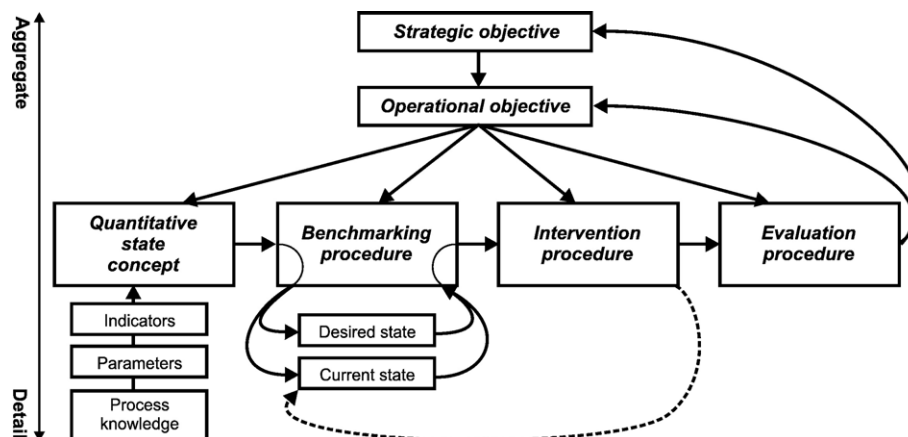 Aggregate
Strategic objective
Operational objective
Quantitative
state
concept
Benchmarking
procedure
Intervention
procedure
Evaluation
procedure
Indicators
Parameters
Process
knowledge
Desired state
Current state
Detail